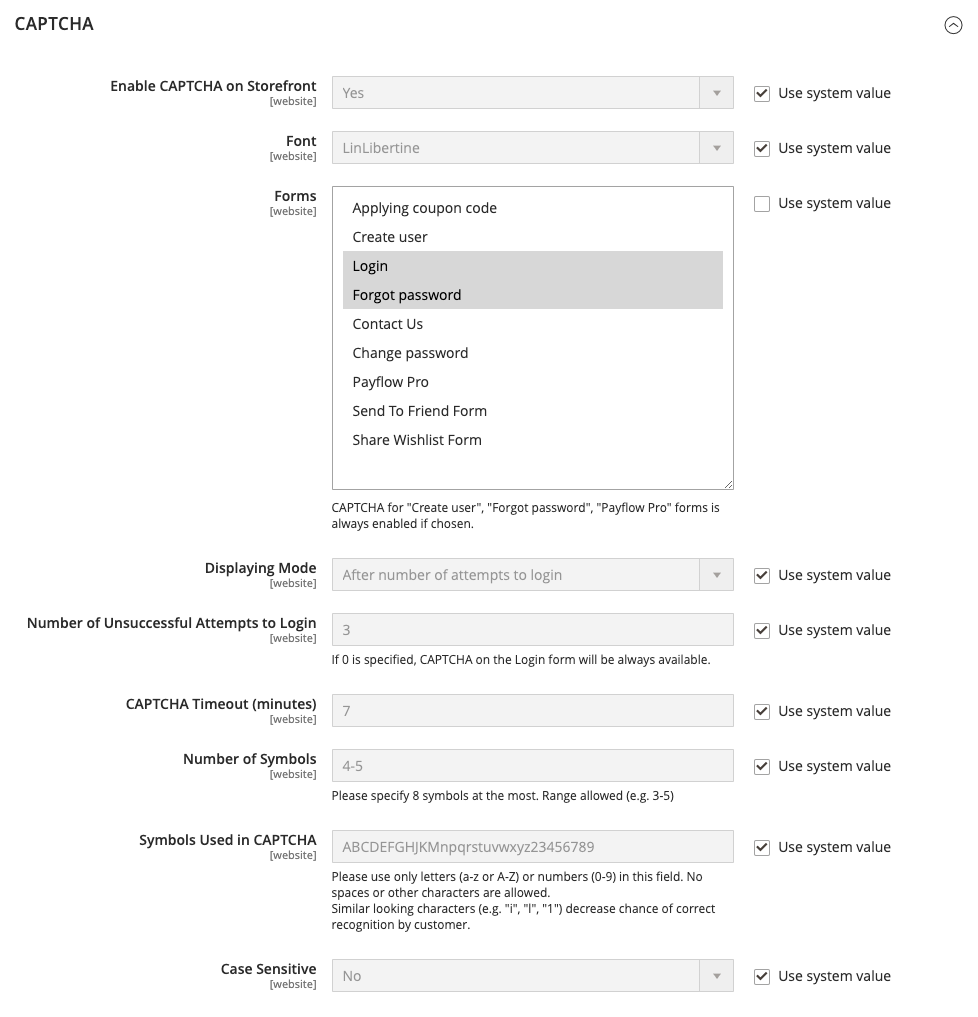 CAPTCHA
Enable CAPTCHA on Storefront
[website]
Yes
Use system value
Font
[website]
LinLibertine
Use system value
Forms
[website]
Applying coupon code
Create user
Login
Forgot password
Contact Us
Change password
Payflow Pro
Send To Friend Form
Share Wishlist Form
Use system value
CAPTCHA for "Create user", "Forgot password", "Payflow Pro" forms is
always enabled if chosen.
Displaying Mode
[website]
After number of attempts to login
Use system value
Number of Unsuccessful Attempts to Login
[website]
3
Use system value
If 0 is specified, CAPTCHA on the Login form will be always available.
CAPTCHA Timeout (minutes)
[website]
7
Use system value
Number of Symbols
[website]
4-5
Use system value
Please specify 8 symbols at the most. Range allowed (e.g. 3-5)
Symbols Used in CAPTCHA
[website]
ABCDEFGHJKMnpqrstuvwxyz23456789
Use system value
Please use only letters (a-z or A-Z) or numbers (0-9) in this field. No
spaces or other characters are allowed.
Similar looking characters (e.g. "i", "l", "1") decrease chance of correct
recognition by customer.
Case Sensitive
[website]
No
Use system value